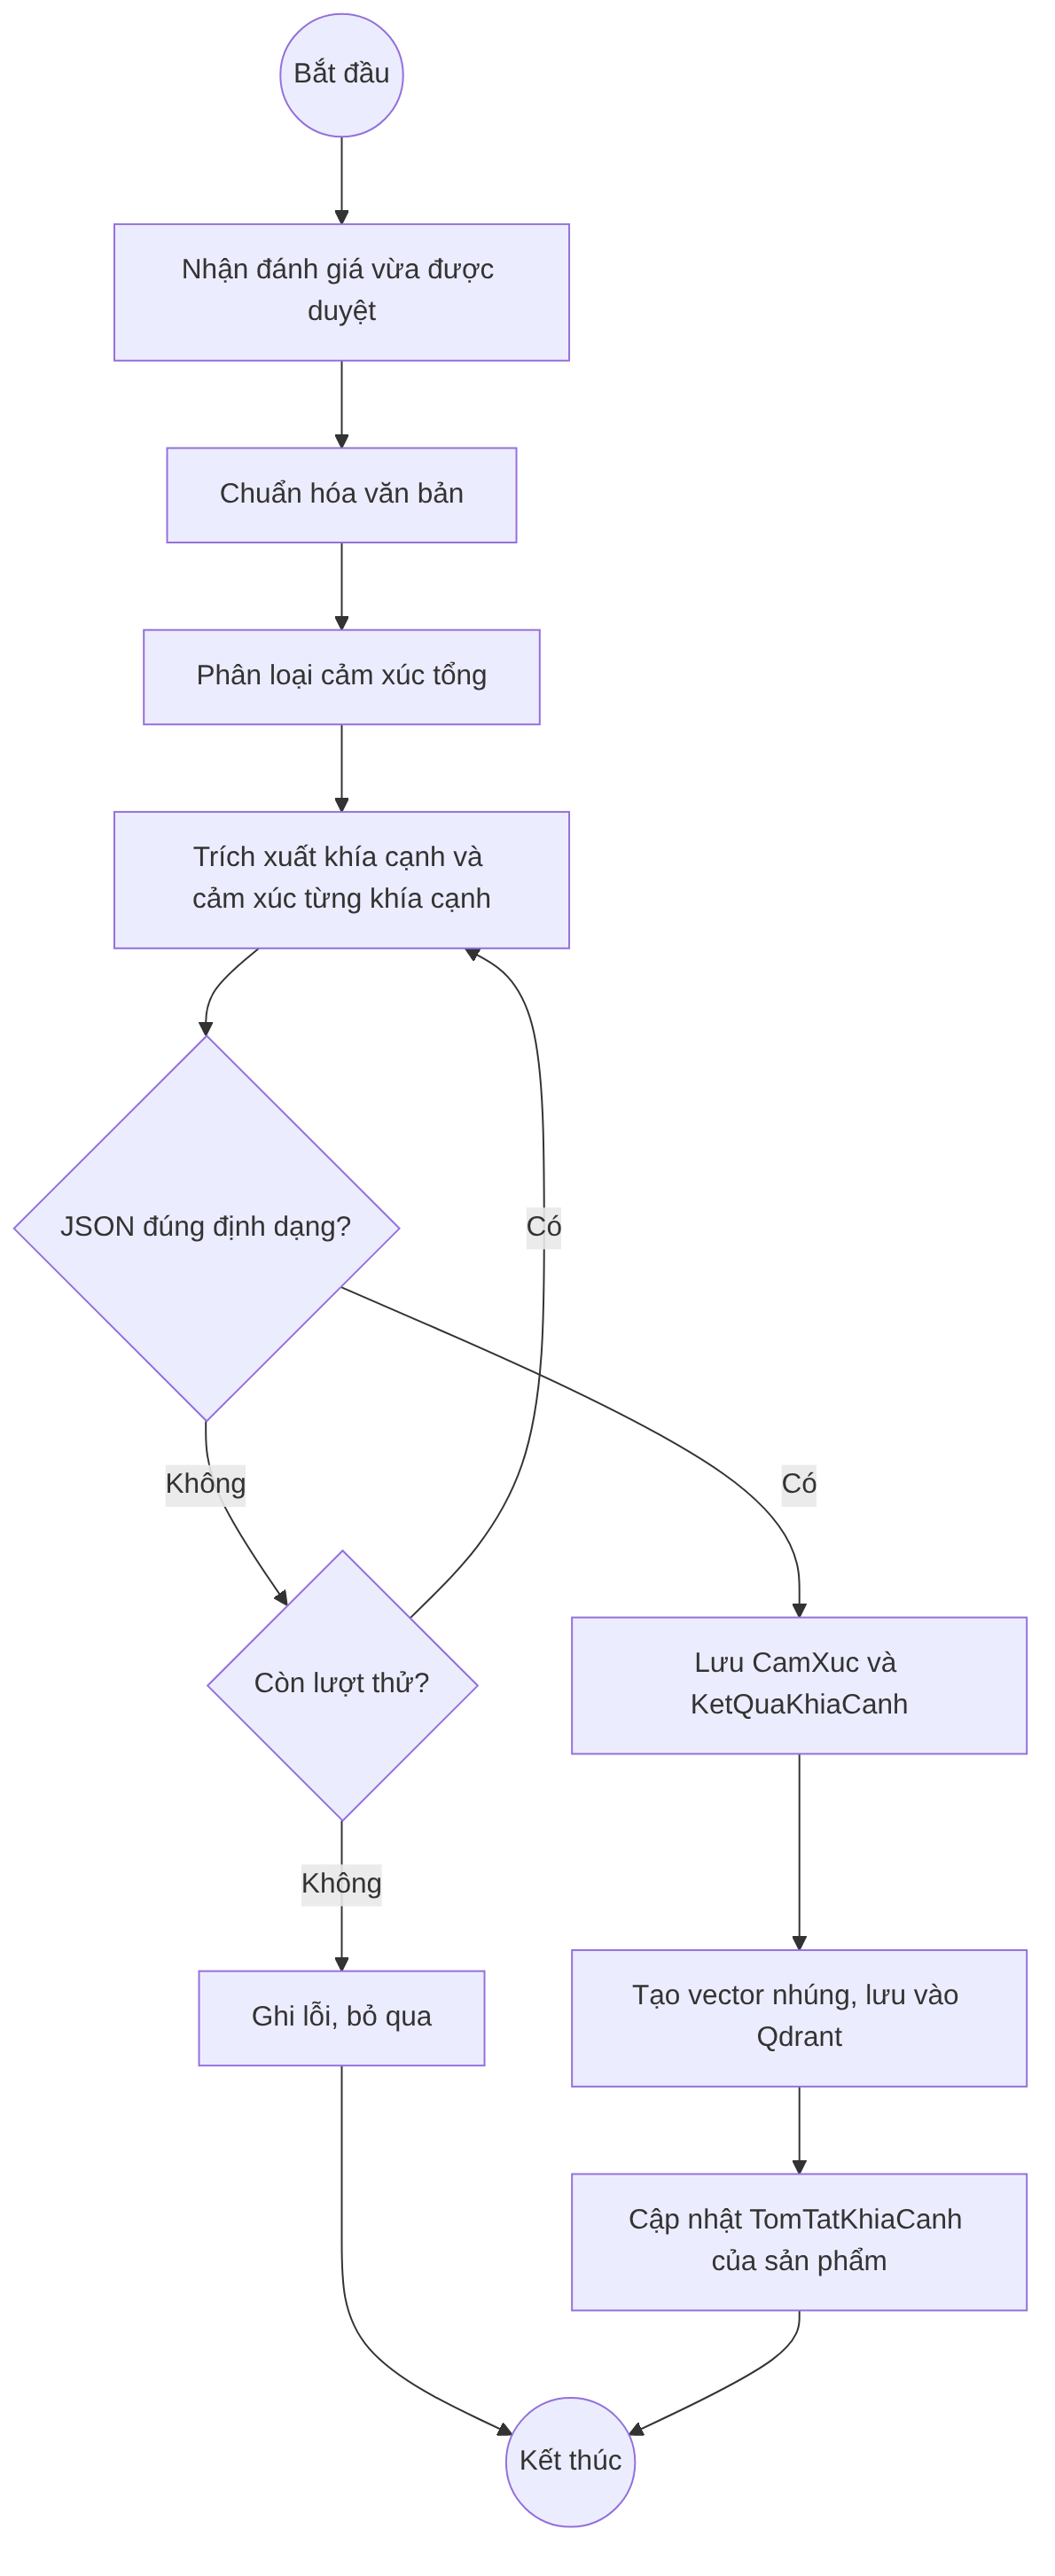 Bắt đầu
Nhận đánh giá vừa được
duyệt
Chuẩn hóa văn bản
Phân loại cảm xúc tổng
Trích xuất khía cạnh và
cảm xúc từng khía cạnh
JSON đúng định dạng?
Có
Không
Có
Còn lượt thử?
Lưu CamXuc và
KetQuaKhiaCanh
Không
Ghi lỗi, bỏ qua
Tạo vector nhúng, lưu vào
Qdrant
Cập nhật TomTatKhiaCanh
của sản phẩm
Kết thúc